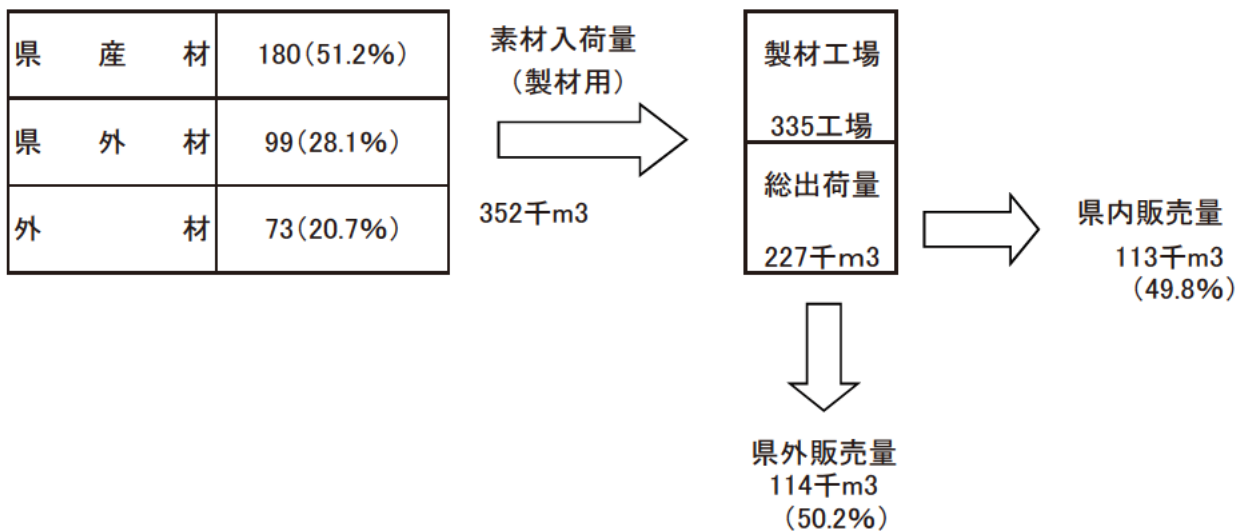 県産材 180(51.2%)
県外材 99(28.1%)
外材 73(20.7%)
素材入荷量
(製材用)
352千m3
製材工場
335工場
総出荷量
227千m3
県内販売量
113千m3
(49.8%)
県外販売量
114千m3
(50.2%)